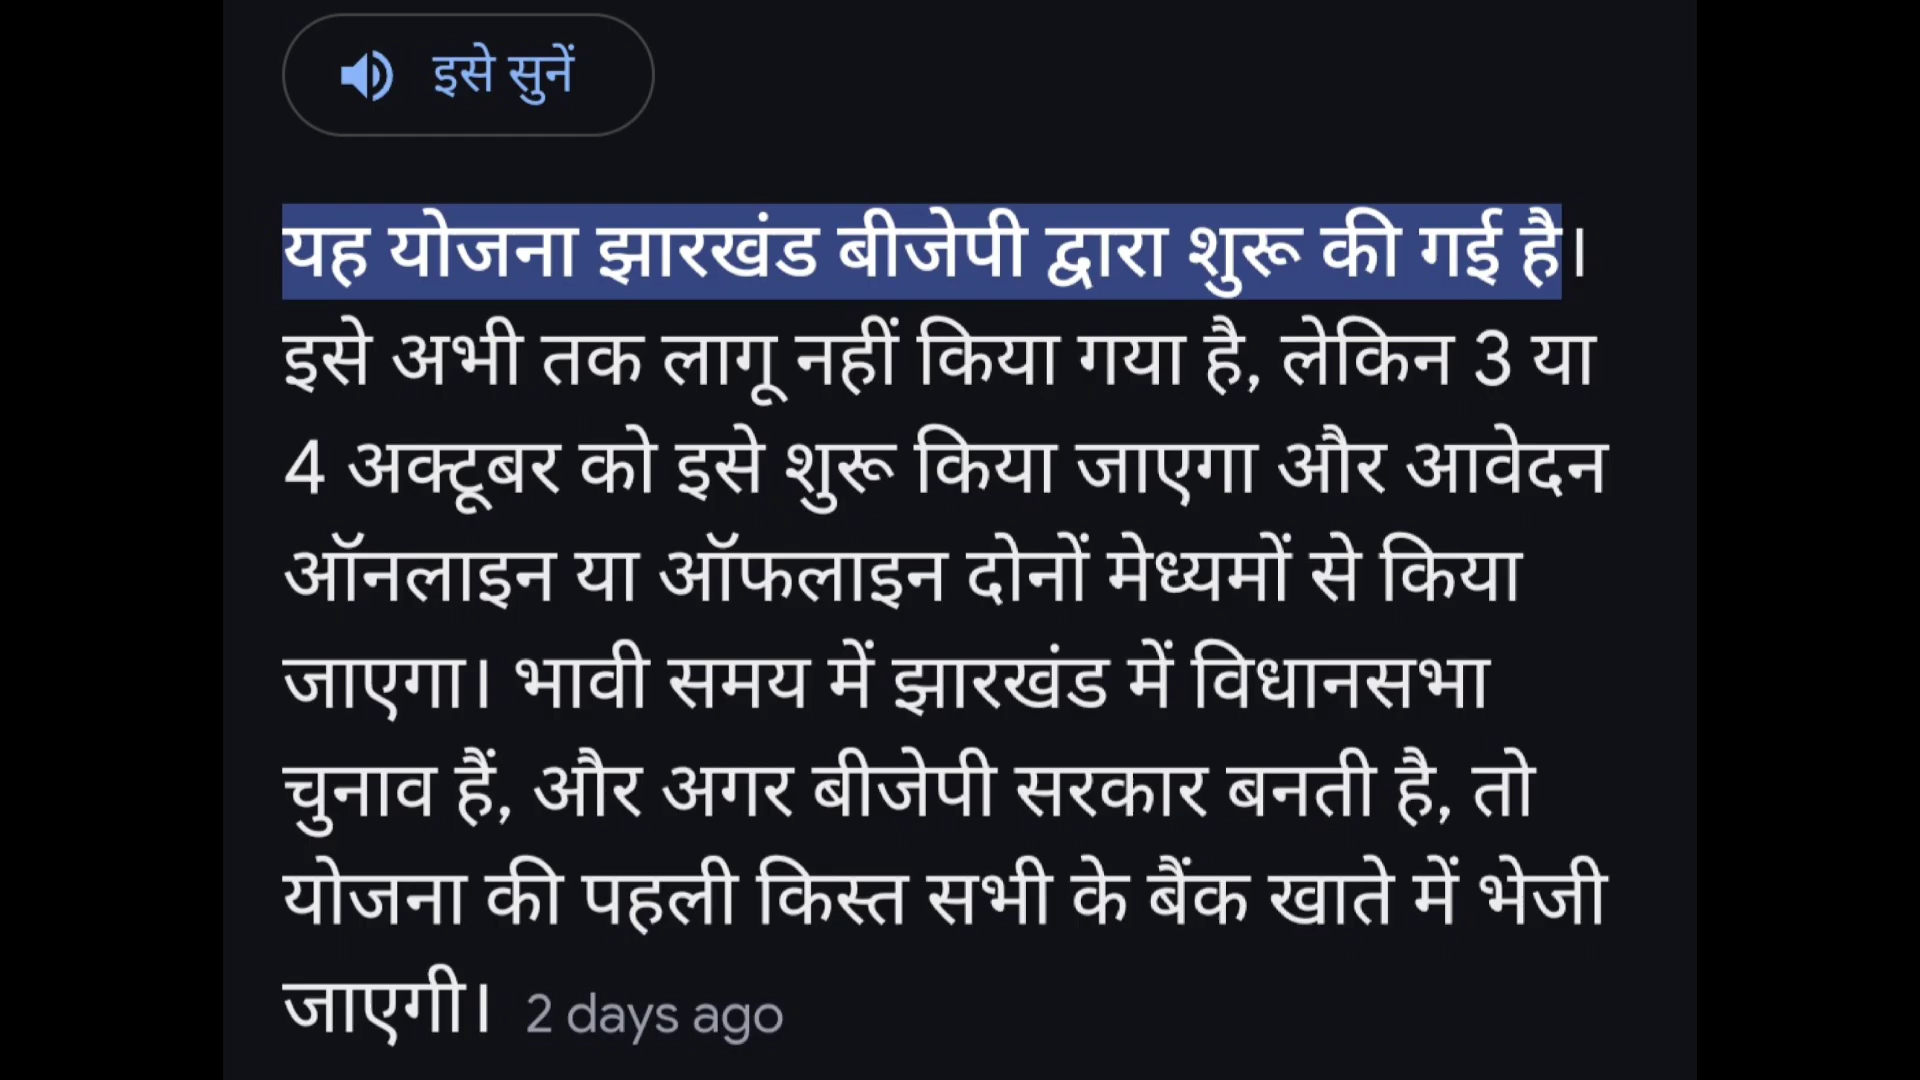 इसे सुनें
यह योजना झारखंड बीजेपी द्वारा शुरू की गई है।
इसे अभी तक लागू नहीं किया गया है, लेकिन 3 या
4 अक्टूबर को इसे शुरू किया जाएगा और आवेदन
ऑनलाइन या ऑफलाइन दोनों मेध्यमों से किया
जाएगा। भावी समय में झारखंड में विधानसभा
चुनाव हैं, और अगर बीजेपी सरकार बनती है, तो
योजना की पहली किस्त सभी के बैंक खाते में भेजी
जाएगी। 2 days ago